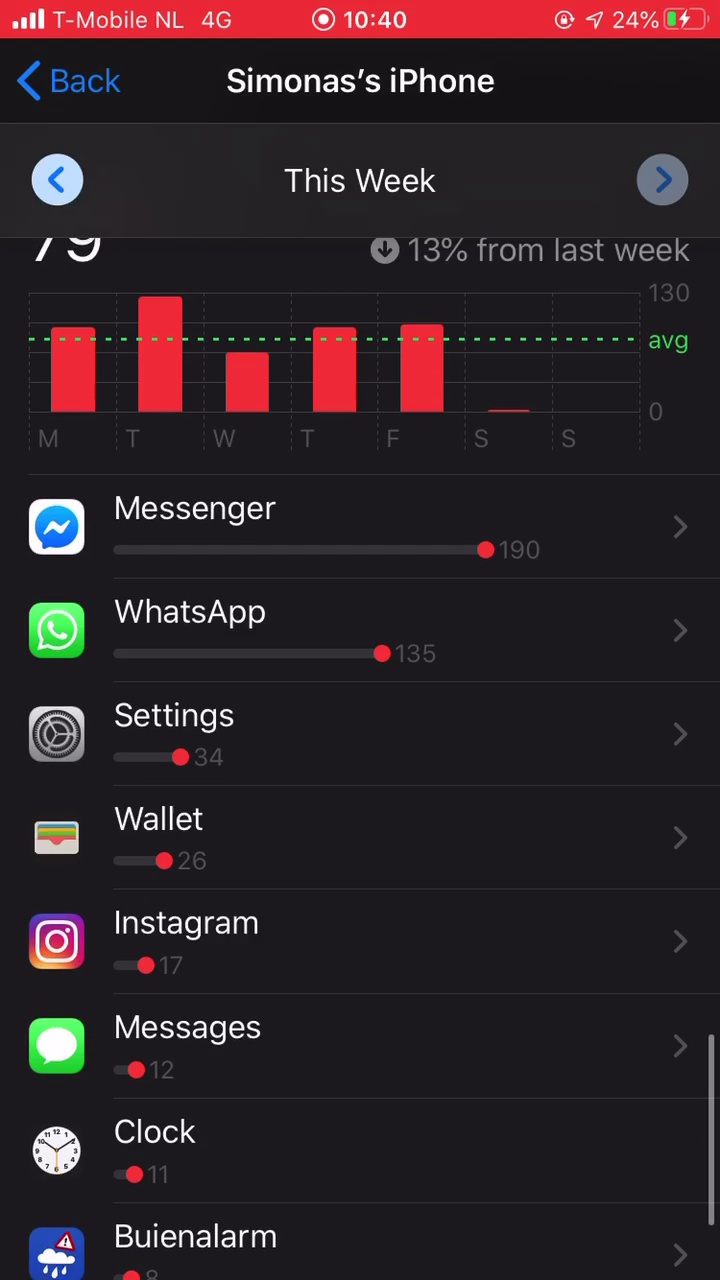 T-Mobile NL 4G 10:40 24%
Back Simonas’s iPhone
This Week
79 13% from last week
130
avg
0
M T W T F S S
Messenger
190
WhatsApp
135
Settings
34
Wallet
26
Instagram
17
Messages
12
Clock
11
Buienalarm
8